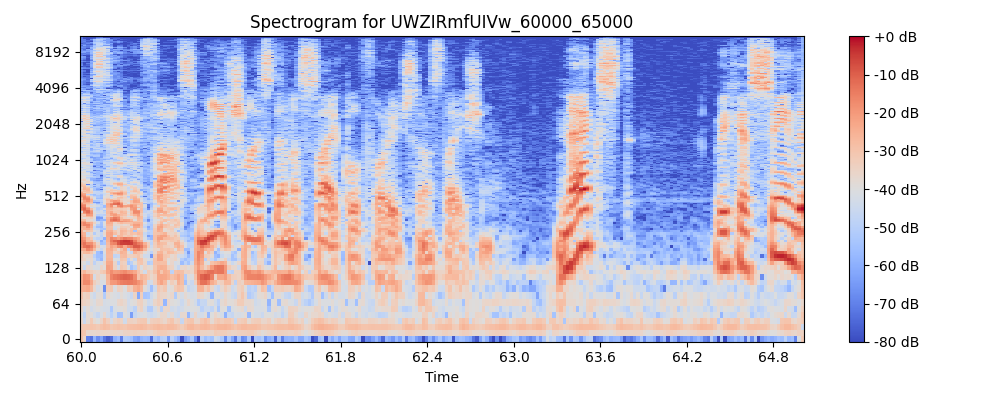 Spectrogram for UWZIRmfUIVw_60000_65000
Hz
8192
4096
2048
1024
512
256
128
64
0
60.0 60.6 61.2 61.8 62.4 63.0 63.6 64.2 64.8
Time
+0 dB
-10 dB
-20 dB
-30 dB
-40 dB
-50 dB
-60 dB
-70 dB
-80 dB